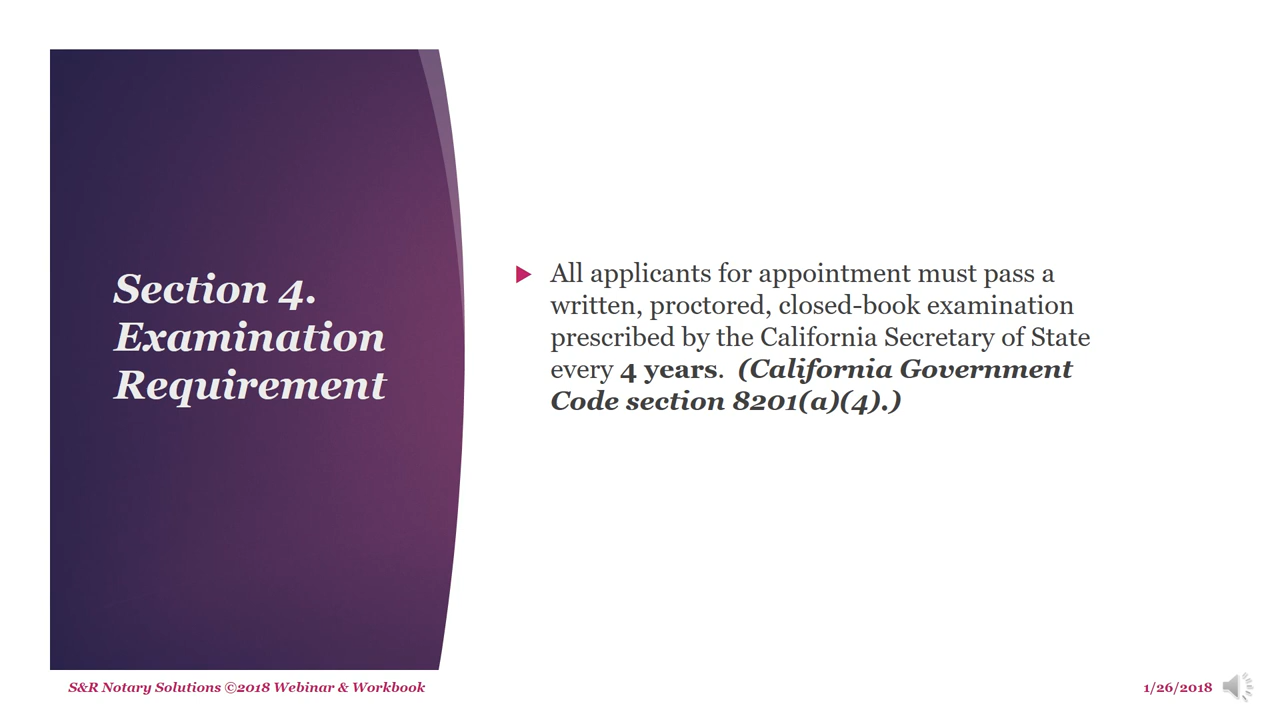 Section 4.
Examination
Requirement
All applicants for appointment must pass a
written, proctored, closed-book examination
prescribed by the California Secretary of State
every 4 years.  (California Government
Code section 8201(a)(4).)
S&R Notary Solutions ©2018 Webinar & Workbook
1/26/2018